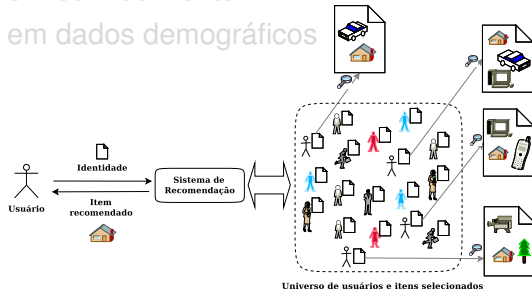 em dados demográficos
Identidade
Usuário
Sistema de
Recomendação
Item
recomendado
Universo de usuários e itens selecionados